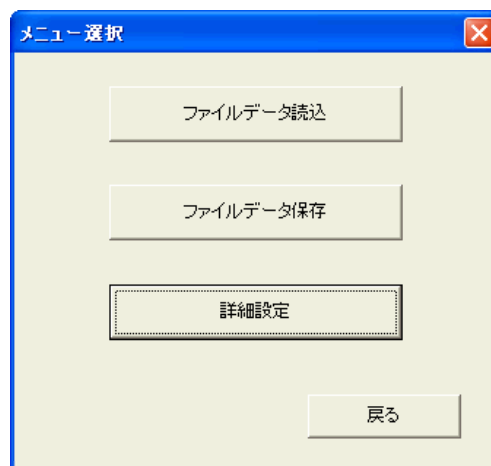 メニュー選択
ファイルデータ読込
ファイルデータ保存
詳細設定
戻る